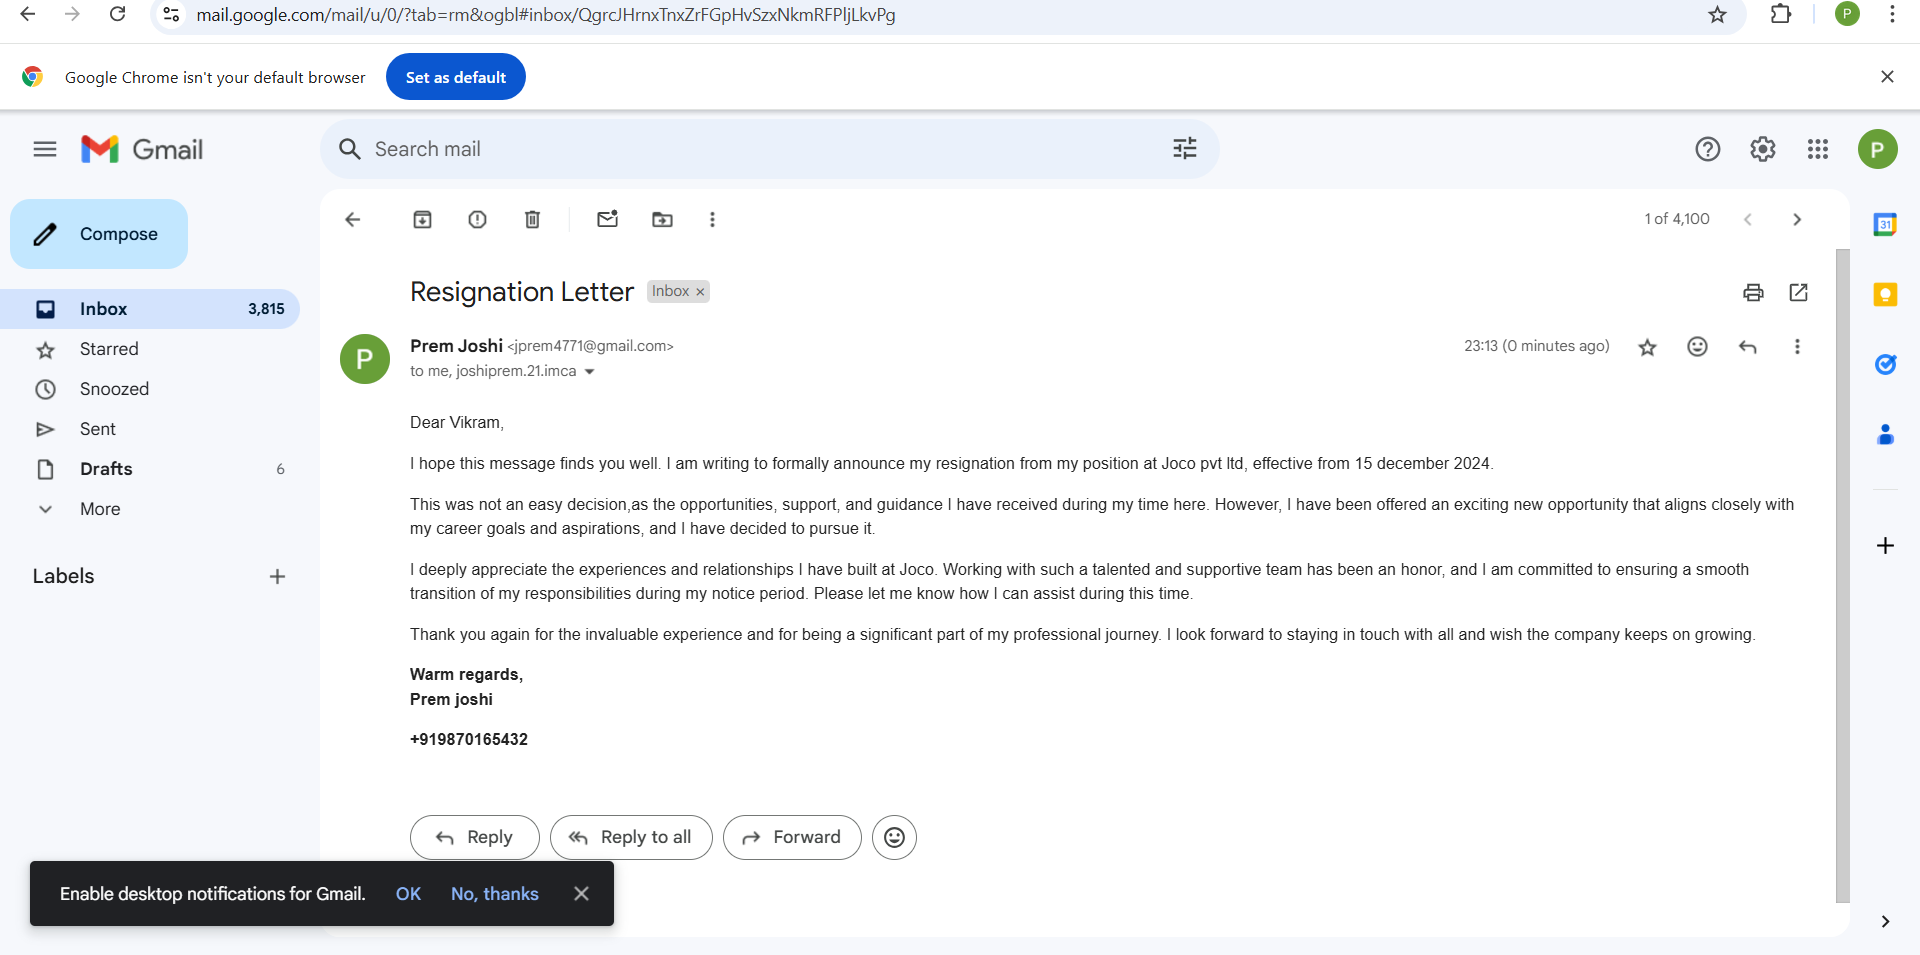 mail.google.com/mail/u/0/?tab=rm&ogbl#inbox/QgrcJHrnxTnxZrFGpHvSzxNkmRFPljLkvPg
P
Google Chrome isn't your default browser
Set as default
Gmail
Search mail
P
Compose
1 of 4,100
31
Resignation Letter
Inbox ×
Inbox
3,815
P
Prem Joshi <jprem4771@gmail.com>
23:13 (0 minutes ago)
Starred
to me, joshiprem.21.imca
Snoozed
Dear Vikram,
Sent
I hope this message finds you well. I am writing to formally announce my resignation from my position at Joco pvt ltd, effective from 15 december 2024.
Drafts
6
This was not an easy decision,as the opportunities, support, and guidance I have received during my time here. However, I have been offered an exciting new opportunity that aligns closely with
More
my career goals and aspirations, and I have decided to pursue it.
Labels
I deeply appreciate the experiences and relationships I have built at Joco. Working with such a talented and supportive team has been an honor, and I am committed to ensuring a smooth
transition of my responsibilities during my notice period. Please let me know how I can assist during this time.
Thank you again for the invaluable experience and for being a significant part of my professional journey. I look forward to staying in touch with all and wish the company keeps on growing.
Warm regards,
Prem joshi
+919870165432
Reply
Reply to all
Forward
Enable desktop notifications for Gmail.
OK
No, thanks